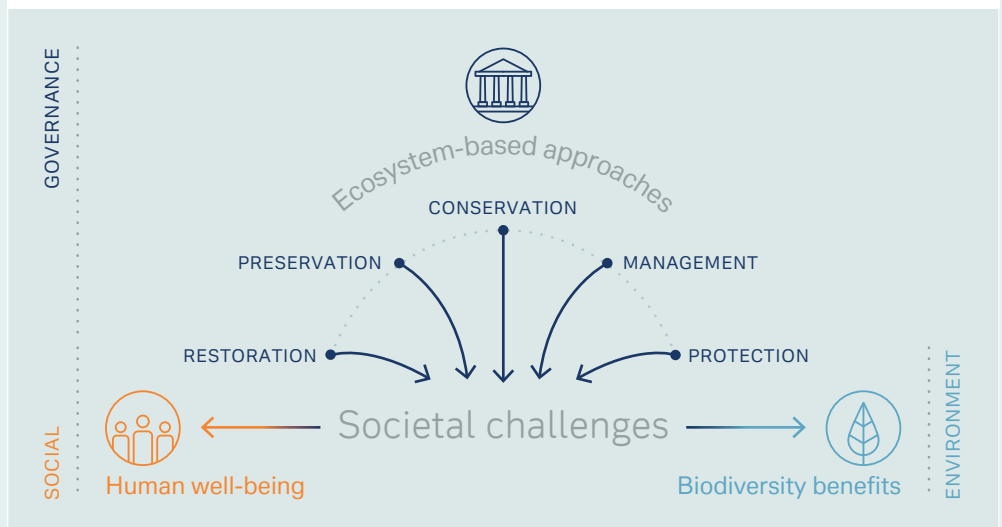 GOVERNANCE
Ecosystem-based approaches
CONSERVATION
PRESERVATION
MANAGEMENT
RESTORATION
PROTECTION
SOCIAL
Societal challenges
ENVIRONMENT
Human well-being
Biodiversity benefits